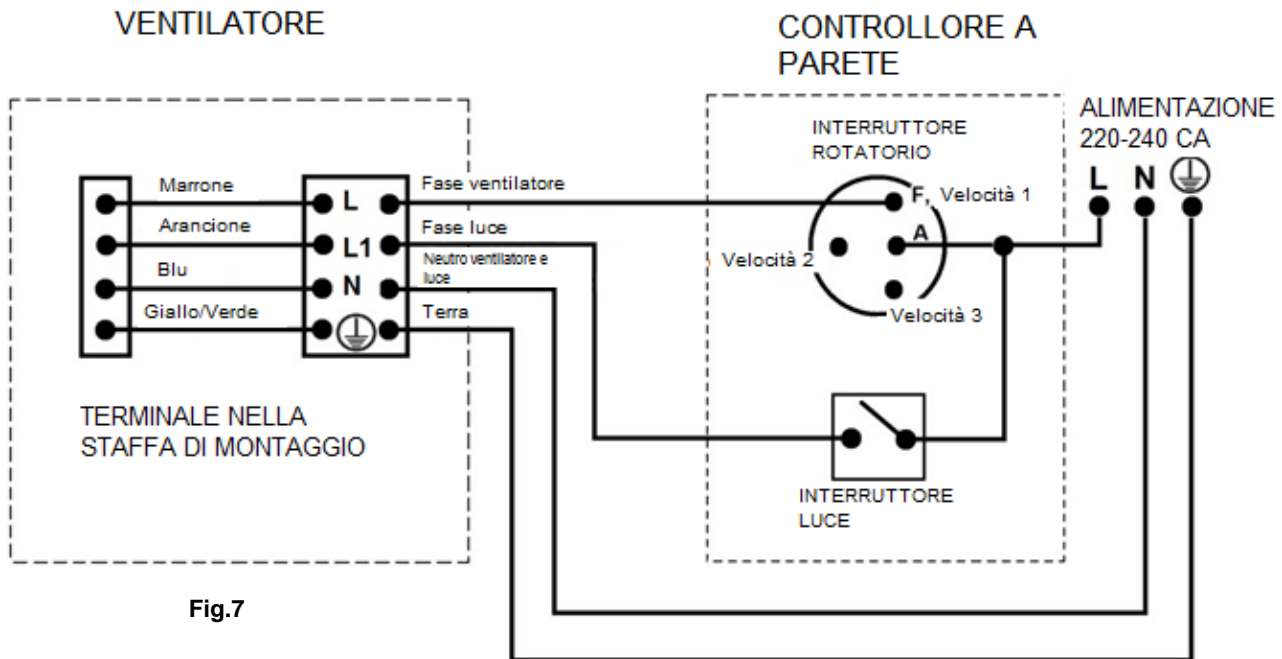 VENTILATORE
CONTROLLORE A
PARETE
ALIMENTAZIONE
220-240 CA
L N
INTERRUTTORE
ROTATORIO
Marrone
L
Fase ventilatore
F, Velocità 1
Arancione
L1
Fase luce
A
Blu
N
Neutro ventilatore e
luce
Velocità 2
Giallo/Verde
Terra
Velocità 3
TERMINALE NELLA
STAFFA DI MONTAGGIO
INTERRUTTORE
LUCE
Fig.7